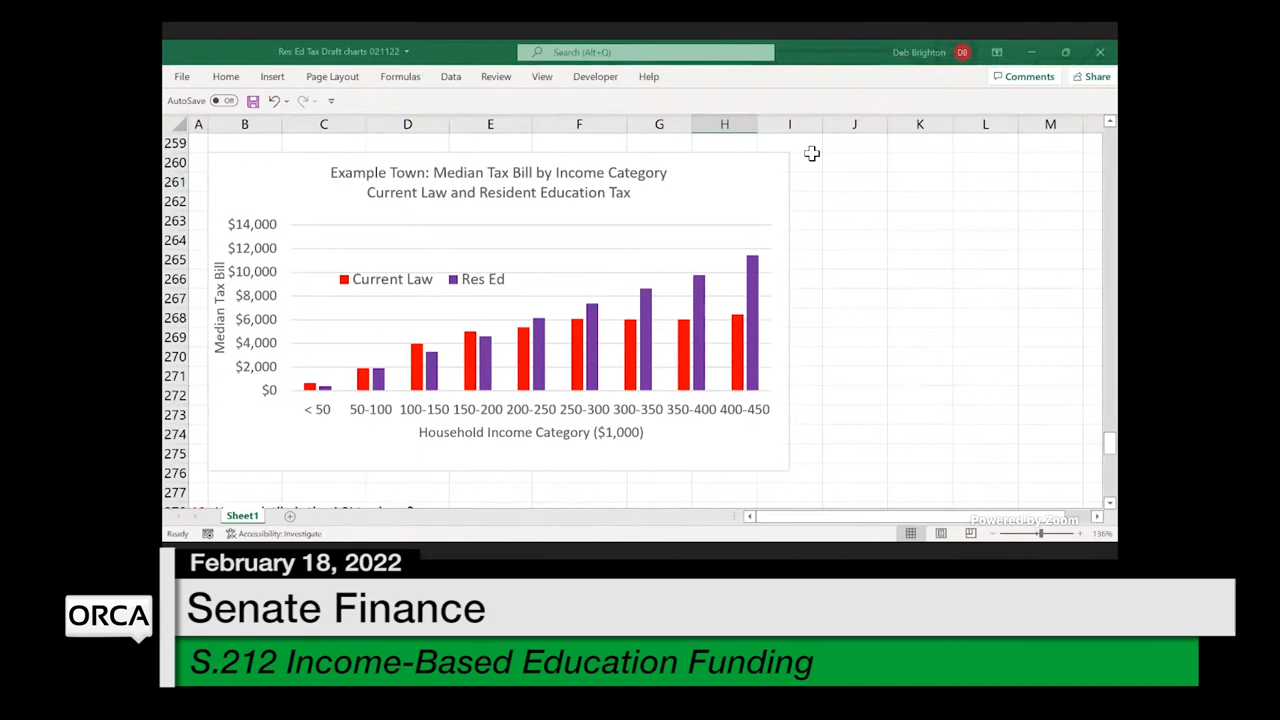 Res Ed Tax Draft charts 021122
Search (Alt+Q)
Deb Brighton
DB
File Home Insert Page Layout Formulas Data Review View Developer Help
Comments Share
AutoSave Off
A B C D E F G H I J K L M
259
260
261
262
263
264
265
266
267
268
269
270
271
272
273
274
275
276
277
Example Town: Median Tax Bill by Income Category
Current Law and Resident Education Tax
Median Tax Bill
$14,000
$12,000
$10,000
$8,000
$6,000
$4,000
$2,000
$0
Current Law Res Ed
< 50 50-100 100-150 150-200 200-250 250-300 300-350 350-400 400-450
Household Income Category ($1,000)
Sheet1
Powered by Zoom
Ready Accessibility: Investigate
136%
February 18, 2022
ORCA
Senate Finance
S.212 Income-Based Education Funding